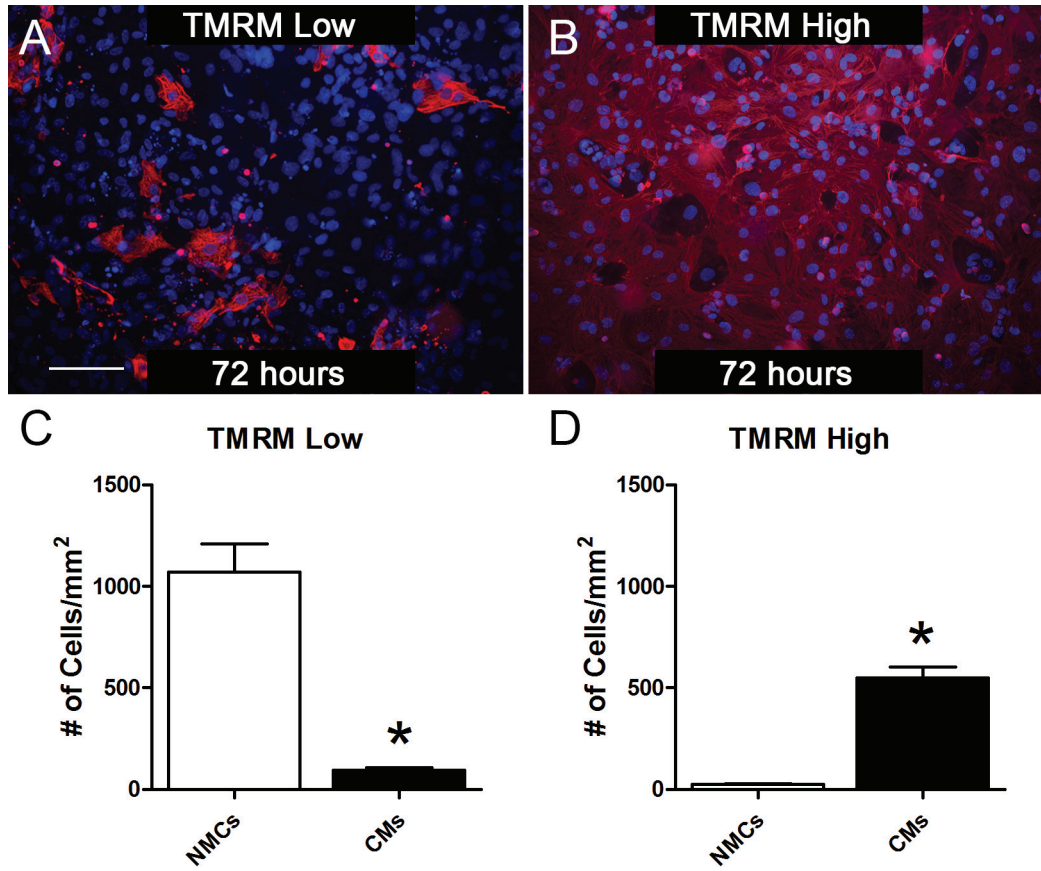 A
TMRM Low
72 hours
B
TMRM High
72 hours
C
TMRM Low
# of Cells/mm²
1500
1000
500
0
NMCs
CMs
*
D
TMRM High
# of Cells/mm²
1500
1000
500
0
NMCs
CMs
*